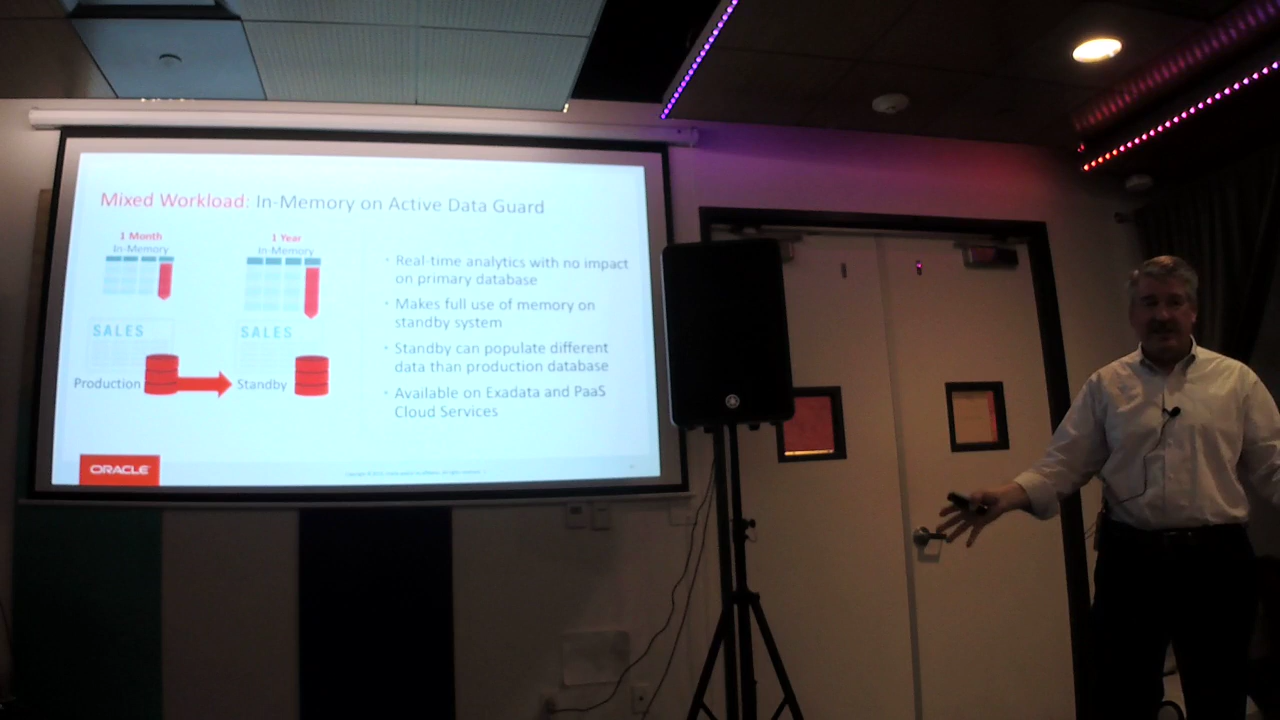 Mixed Workload: In-Memory on Active Data Guard
1 Month
In-Memory
1 Year
In-Memory
SALES
SALES
Production
Standby
· Real-time analytics with no impact
on primary database
· Makes full use of memory on
standby system
· Standby can populate different
data than production database
· Available on Exadata and PaaS
Cloud Services
ORACLE